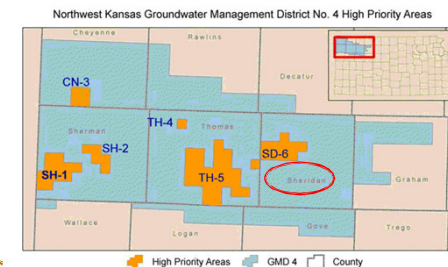 Northwest Kansas Groundwater Management District No. 4 High Priority Areas
Cheyenne
Rawlins
Decatur
CN-3
TH-4
Sherman
Thomas
SH-2
SD-6
SH-1
TH-5
Sheridan
Graham
Wallace
Logan
Gove
Trego
High Priority Areas
GMD 4
County